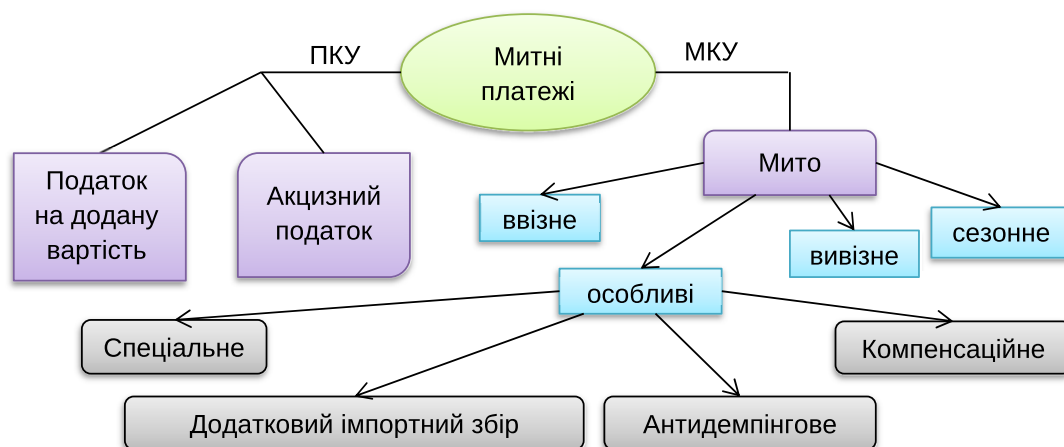 ПКУ
Митні
платежі
МКУ
Податок
на додану
вартість
Акцизний
податок
Мито
ввізне
вивізне
сезонне
особливі
Спеціальне
Компенсаційне
Додатковий імпортний збір
Антидемпінгове